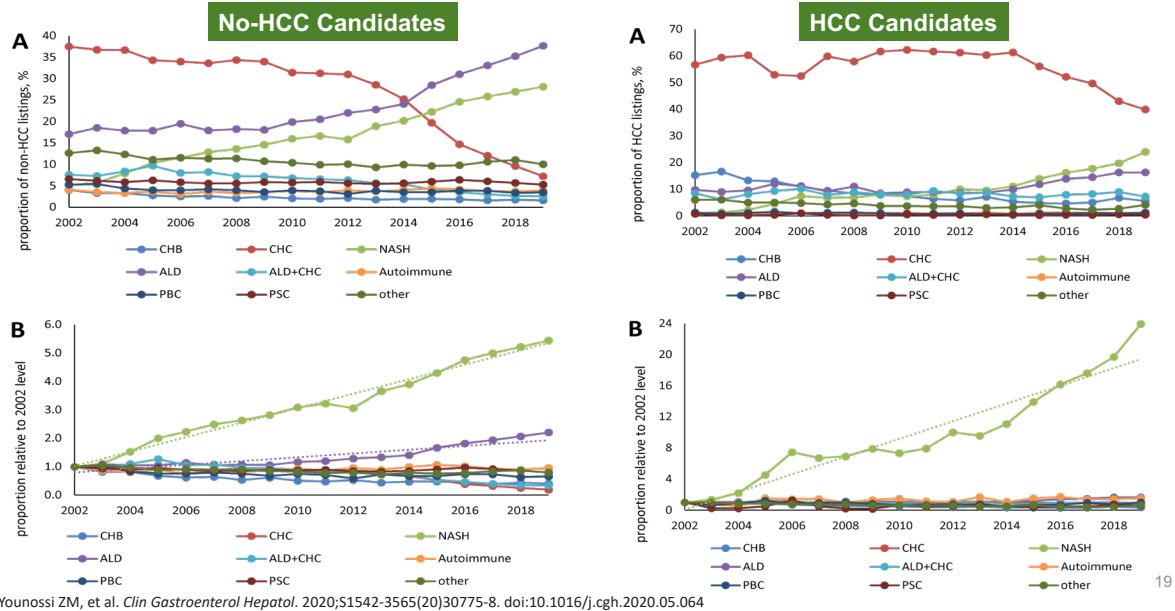 No-HCC Candidates
A
proportion of non-HCC listings, %
40
35
30
25
20
15
10
5
0
2002 2004 2006 2008 2010 2012 2014 2016 2018
CHB CHC NASH
ALD ALD+CHC Autoimmune
PBC PSC other
B
proportion relative to 2002 level
6.0
5.0
4.0
3.0
2.0
1.0
0.0
2002 2004 2006 2008 2010 2012 2014 2016 2018
CHB CHC NASH
ALD ALD+CHC Autoimmune
PBC PSC other
HCC Candidates
A
proportion of HCC listings, %
70
60
50
40
30
20
10
0
2002 2004 2006 2008 2010 2012 2014 2016 2018
CHB CHC NASH
ALD ALD+CHC Autoimmune
PBC PSC other
B
proportion relative to 2002 level
24
20
16
12
8
4
0
2002 2004 2006 2008 2010 2012 2014 2016 2018
CHB CHC NASH
ALD ALD+CHC Autoimmune
PBC PSC other
Younossi ZM, et al. Clin Gastroenterol Hepatol. 2020;S1542-3565(20)30775-8. doi:10.1016/j.cgh.2020.05.064
19